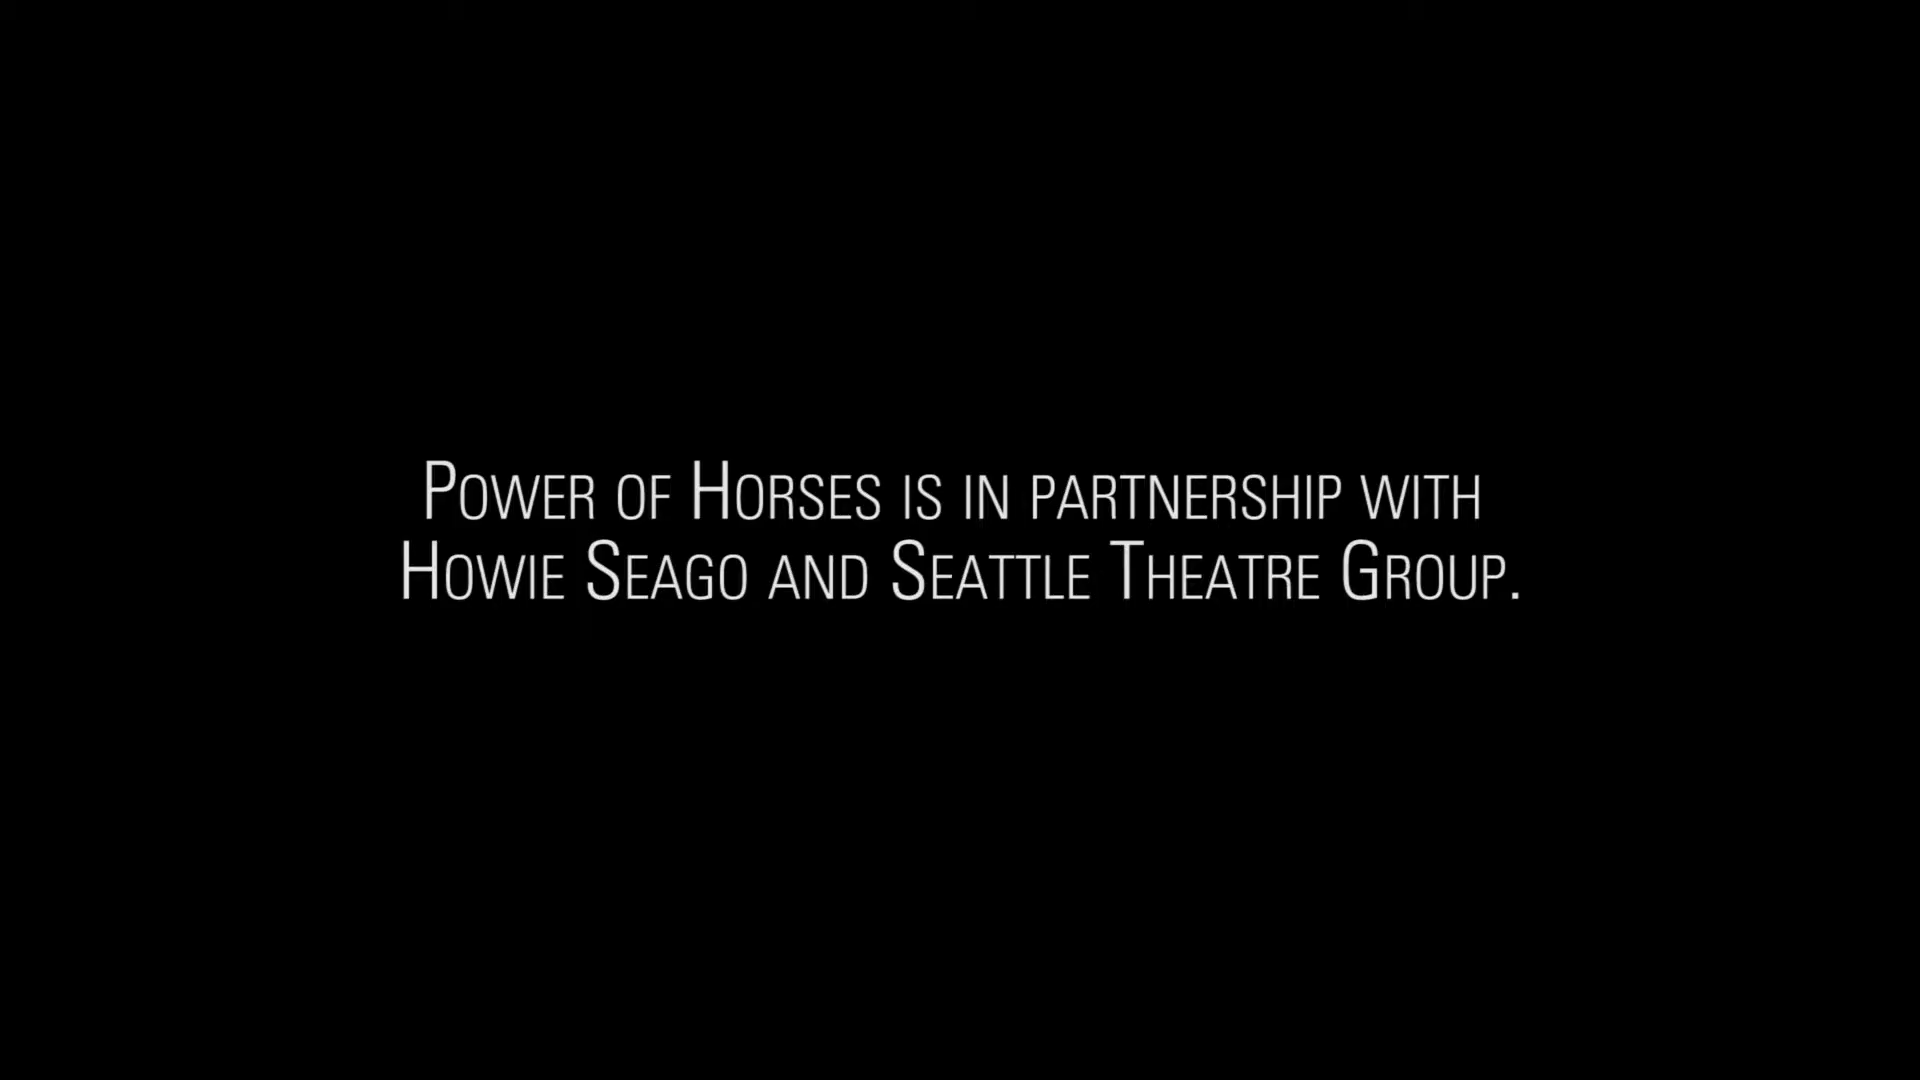 Power of Horses is in partnership with
Howie Seago and Seattle Theatre Group.